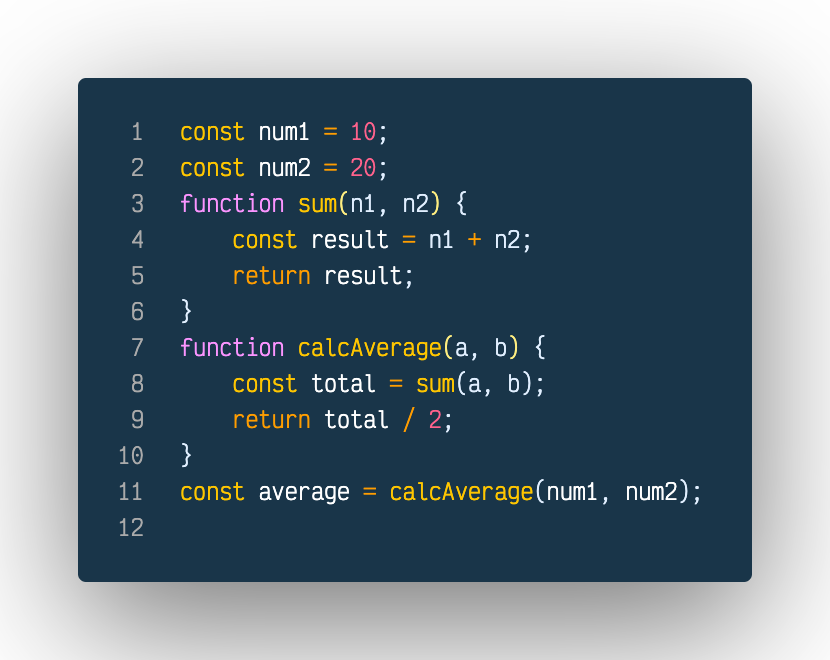 1 const num1 = 10;
2 const num2 = 20;
3 function sum(n1, n2) {
4     const result = n1 + n2;
5     return result;
6 }
7 function calcAverage(a, b) {
8     const total = sum(a, b);
9     return total / 2;
10 }
11 const average = calcAverage(num1, num2);
12